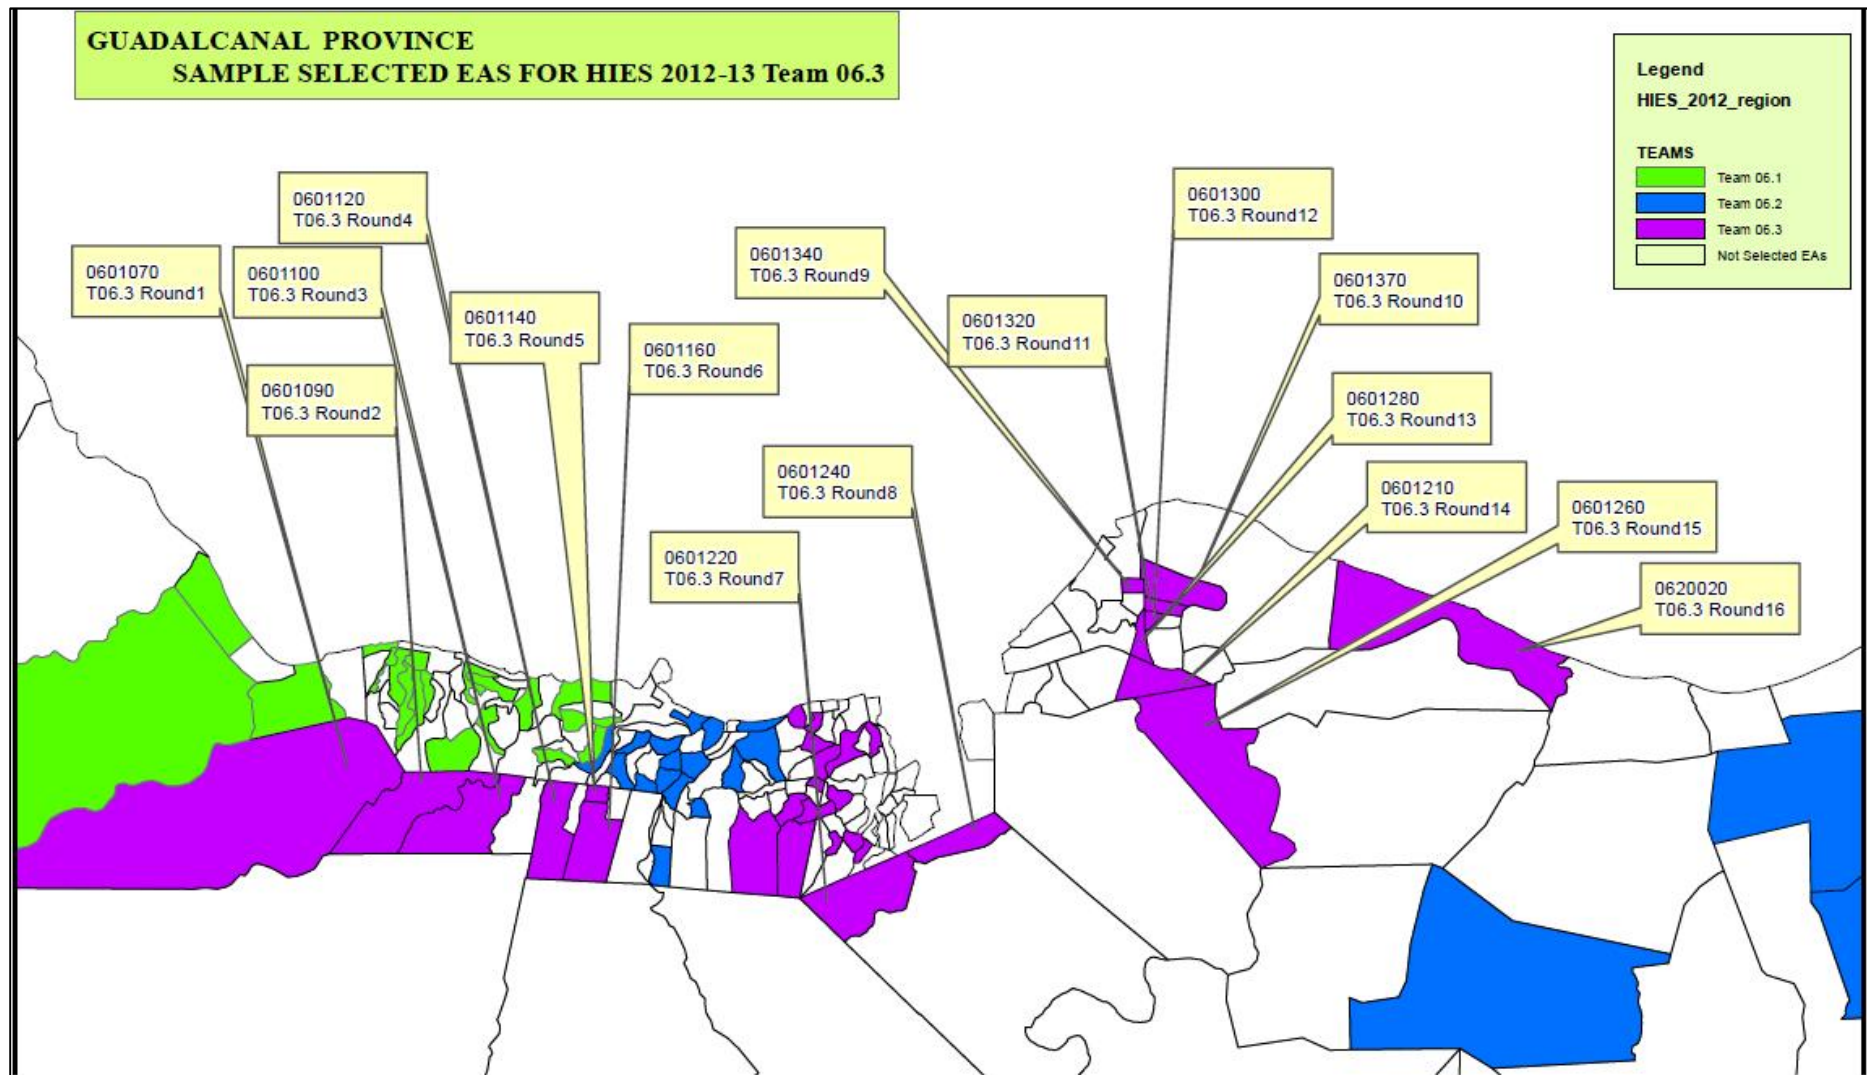 GUADALCANAL PROVINCE
SAMPLE SELECTED EAS FOR HIES 2012-13 Team 06.3
Legend
HIES_2012_region
TEAMS
Team 06.1
Team 06.2
Team 06.3
Not Selected EAs
0601070
T06.3 Round1
0601100
T06.3 Round3
0601120
T06.3 Round4
0601090
T06.3 Round2
0601140
T06.3 Round5
0601160
T06.3 Round6
0601220
T06.3 Round7
0601240
T06.3 Round8
0601340
T06.3 Round9
0601320
T06.3 Round11
0601300
T06.3 Round12
0601370
T06.3 Round10
0601280
T06.3 Round13
0601210
T06.3 Round14
0601260
T06.3 Round15
0620020
T06.3 Round16